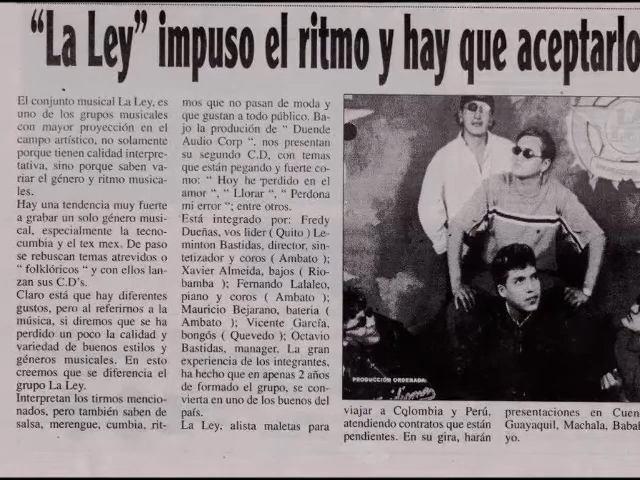 “La Ley” impuso el ritmo y hay que aceptarlo
El conjunto musical La Ley, es
uno de los grupos musicales
con mayor proyección en el
campo artístico, no solamente
porque tienen calidad interpre-
tativa, sino porque saben va-
riar el género y ritmo musica-
les.
Hay una tendencia muy fuerte
a grabar un solo género musi-
cal, especialmente la tecno-
cumbia y el tex mex. De paso
se rebuscan temas atrevidos o
“ folklóricos “ y con ellos lan-
zan sus C.D's.
Claro está que hay diferentes
gustos, pero al referirnos a la
música, si diremos que se ha
perdido un poco la calidad y
variedad de buenos estilos y
géneros musicales. En esto
creemos que se diferencia el
grupo La Ley.
Interpretan los tirmos mencio-
nados, pero también saben de
salsa, merengue, cumbia, rit-
mos que no pasan de moda y
que gustan a todo público. Ba-
jo la produción de “ Duende
Audio Corp “, nos presentan
su segundo C.D, con temas
que están pegando y fuerte co-
mo: “ Hoy he perdido en el
amor “, “ Llorar “, “ Perdona
mi error “; entre otros.
Está integrado por: Fredy
Dueñas, vos lider ( Quito ) Le-
minton Bastidas, director, sin-
tetizador y coros ( Ambato );
Xavier Almeida, bajos ( Rio-
bamba ); Fernando Lalaleo,
piano y coros ( Ambato );
Mauricio Bejarano, bateria (
Ambato ); Vicente García,
bongós ( Quevedo ); Octavio
Bastidas, manager. La gran
experiencia de los integrantes,
ha hecho que en apenas 2 años
de formado el grupo, se con-
vierta en uno de los buenos del
país.
La Ley, alista maletas para
PRODUCCIÓN ORDENADA:
viajar a Colombia y Perú,
atendiendo contratos que están
pendientes. En su gira, harán
presentaciones en Cuen
Guayaquil, Machala, Babah
yo.